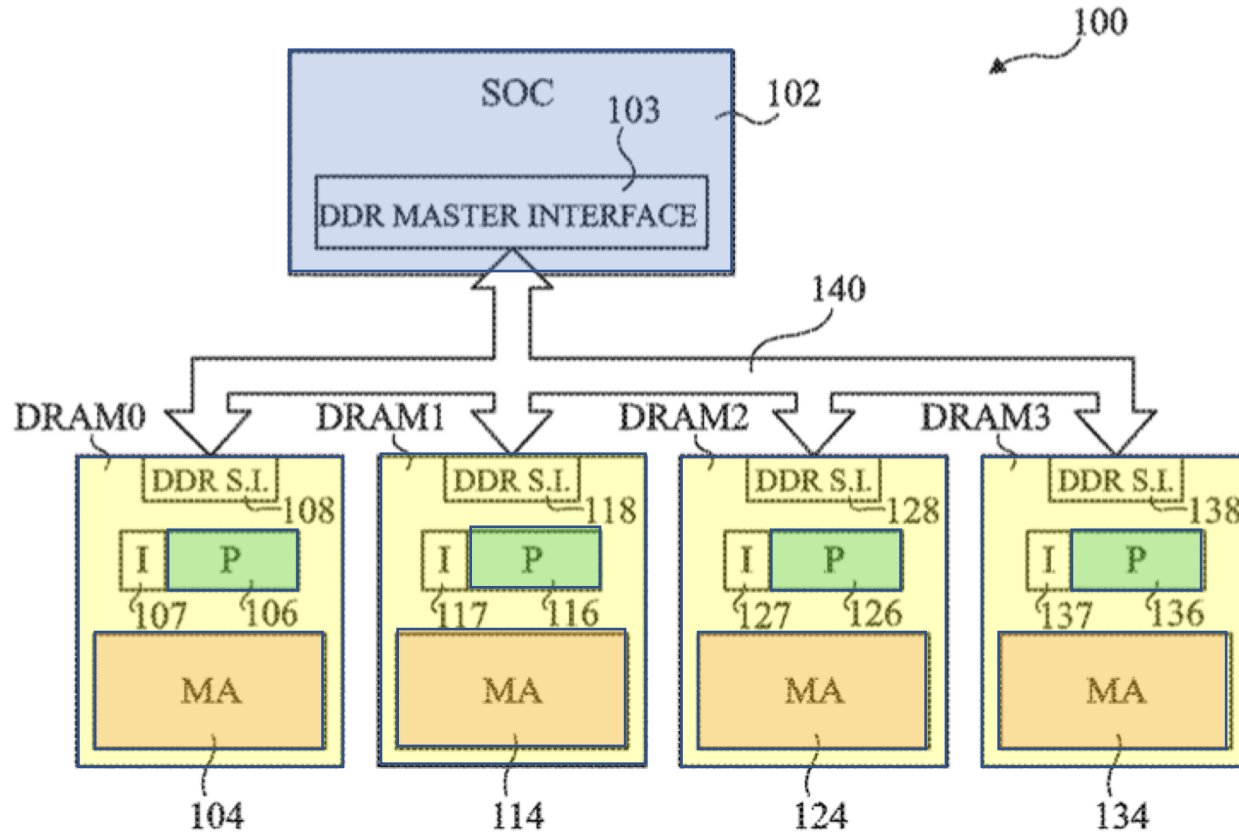 100
SOC
102
103
DDR MASTER INTERFACE
140
DRAM0 DRAM1 DRAM2 DRAM3
DDR S.I. DDR S.I. DDR S.I. DDR S.I.
108 118 128 138
I P I P I P I P
107 106 117 116 127 126 137 136
MA MA MA MA
104 114 124 134